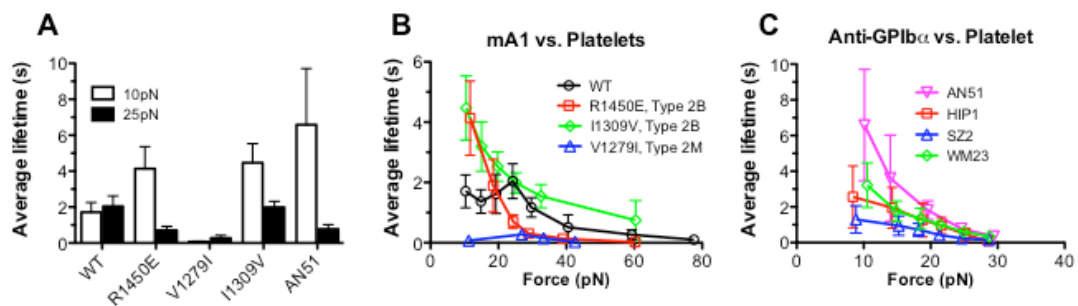 A
Average lifetime (s)
10
8
6
4
2
0
10pN
25pN
WT
R1450E
V1279I
I1309V
AN51
B
mA1 vs. Platelets
Average lifetime (s)
6
4
2
0
WT
R1450E, Type 2B
I1309V, Type 2B
V1279I, Type 2M
0 20 40 60 80
Force (pN)
C
Anti-GPIbα vs. Platelet
Average lifetime (s)
10
8
6
4
2
0
AN51
HIP1
SZ2
WM23
0 10 20 30 40
Force (pN)